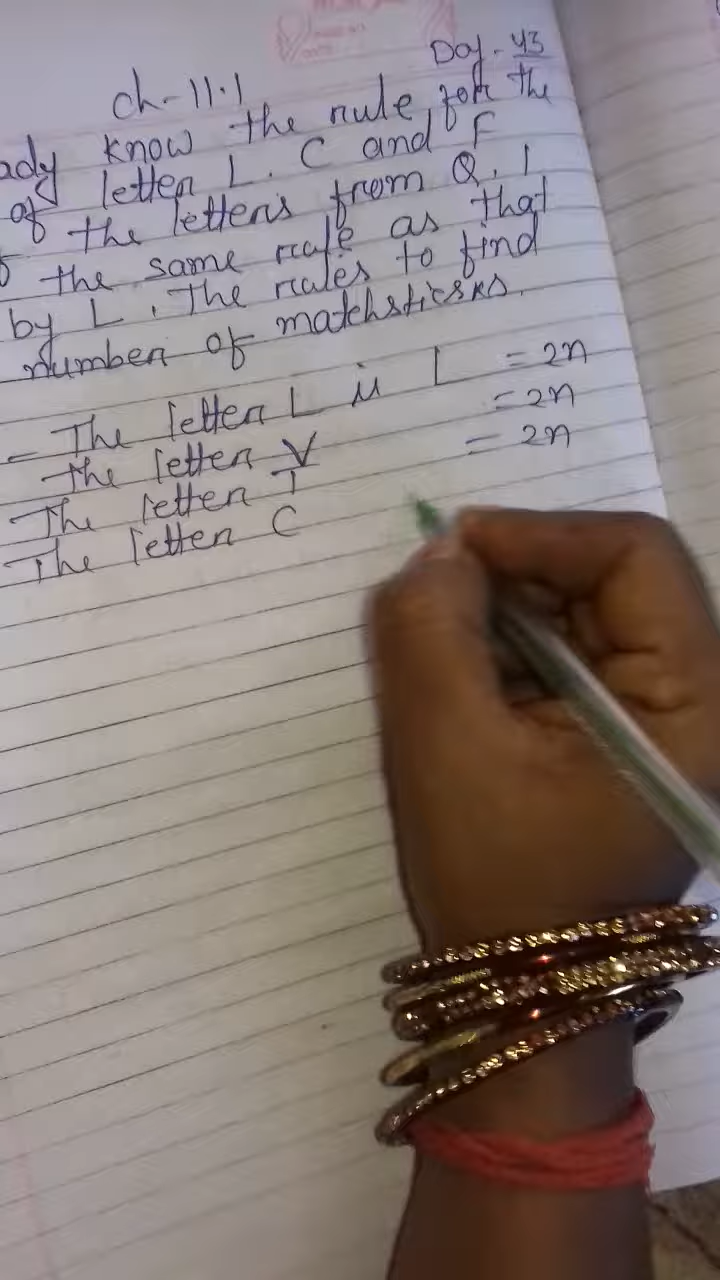 Day - 43
ch - 11.1
ady know the rule for the
of letter L. C and F
the letters from Q. 1
the same rule as that
by L. The rules to find
number of matchsticsks.
- The letter L is L = 2n
The letter V = 2n
The letter T = 2n
The letter C